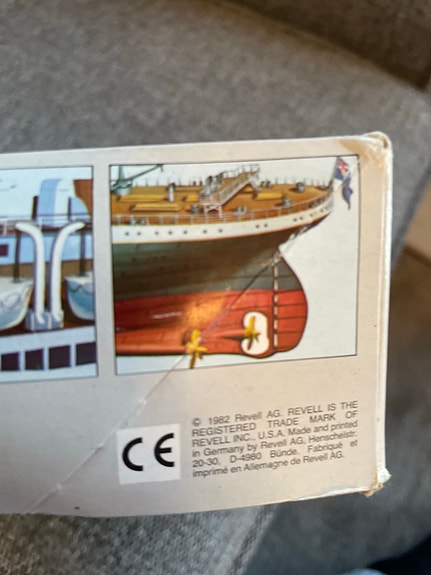 © 1982 Revell AG. REVELL IS THE
REGISTERED TRADE MARK OF
REVELL INC., U.S.A. Made and printed
in Germany by Revell AG, Henschelstr.
20-30, D-4980 Bünde. Fabriqué et
imprimé en Allemagne de Revell AG.
CE